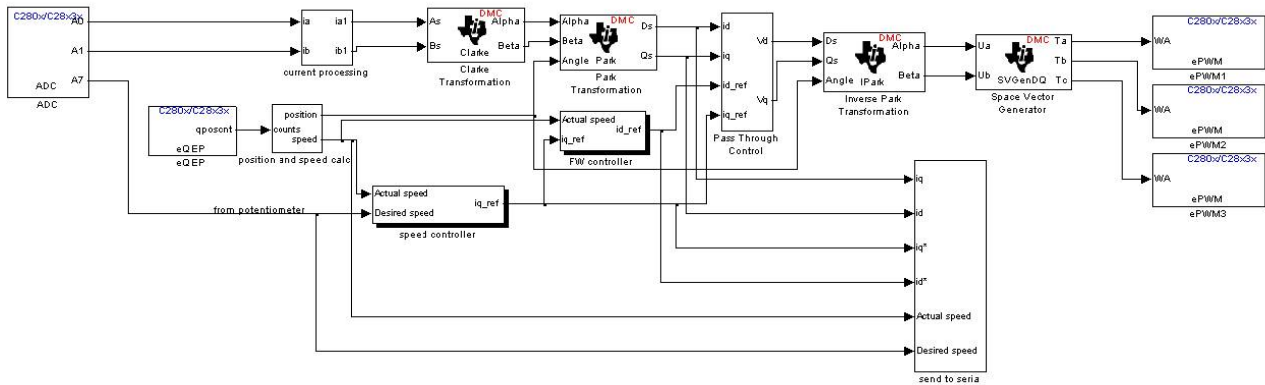 C280x/C28x3x
A0
A1
A7
ADC
ADC
ia
ib
ia1
ib1
current processing
DMC
As
Bs
Alpha
Beta
Clarke
Clarke
Transformation
DMC
Alpha
Beta
Angle
Ds
Qs
Park
Park
Transformation
id
iq
id_ref
iq_ref
Vd
Vq
Pass Through
Control
DMC
Ds
Qs
Angle
Alpha
Beta
IPark
Inverse Park
Transformation
DMC
Ua
Ub
Ta
Tb
Tc
SVGenDQ
Space Vector
Generator
C280x/C28x3x
WA
ePWM
ePWM1
C280x/C28x3x
WA
ePWM
ePWM2
C280x/C28x3x
WA
ePWM
ePWM3
C280x/C28x3x
qposcnt
eQEP
eQEP
counts
position
speed
position and speed calc
Actual speed
iq_ref
id_ref
FW controller
from potentiometer
Actual speed
Desired speed
iq_ref
speed controller
iq
id
iq*
id*
Actual speed
Desired speed
send to seria